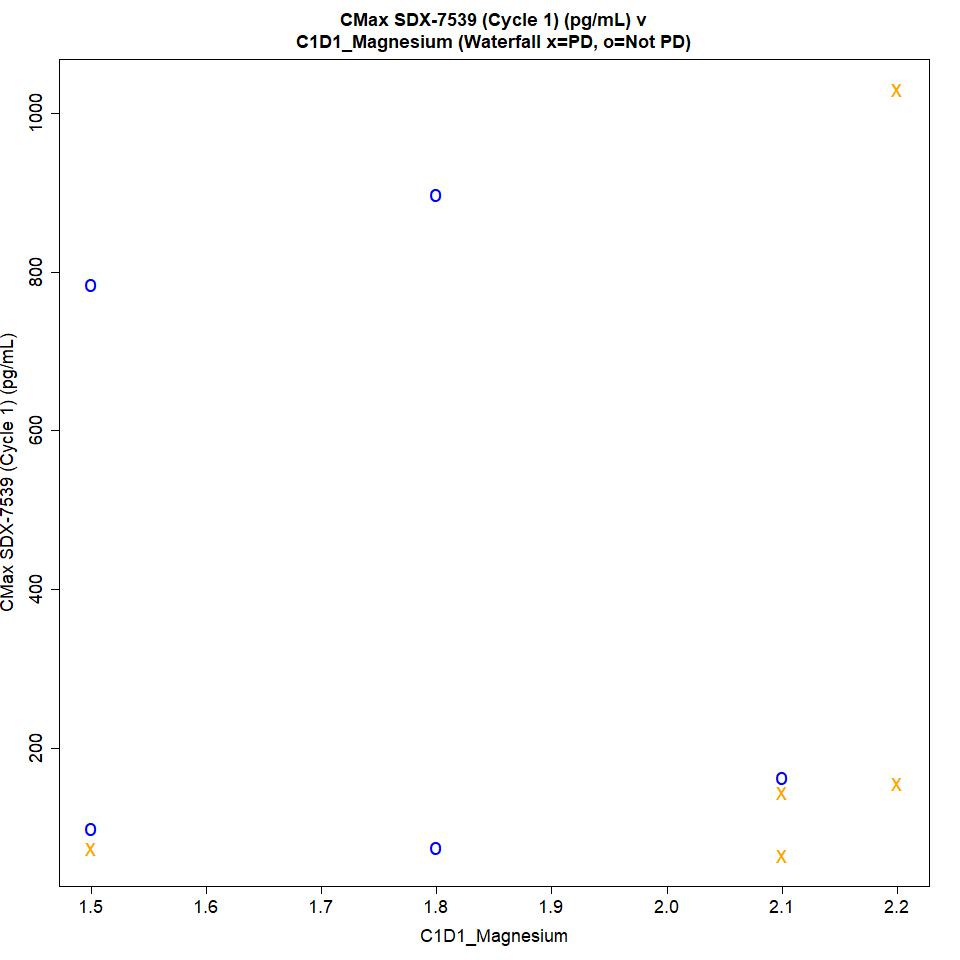 CMax SDX-7539 (Cycle 1) (pg/mL) v
C1D1_Magnesium (Waterfall x=PD, o=Not PD)
CMax SDX-7539 (Cycle 1) (pg/mL)
1000
800
600
400
200
X
O
O
O
X
X
O
X
O
X
1.5
1.6
1.7
1.8
1.9
2.0
2.1
2.2
C1D1_Magnesium